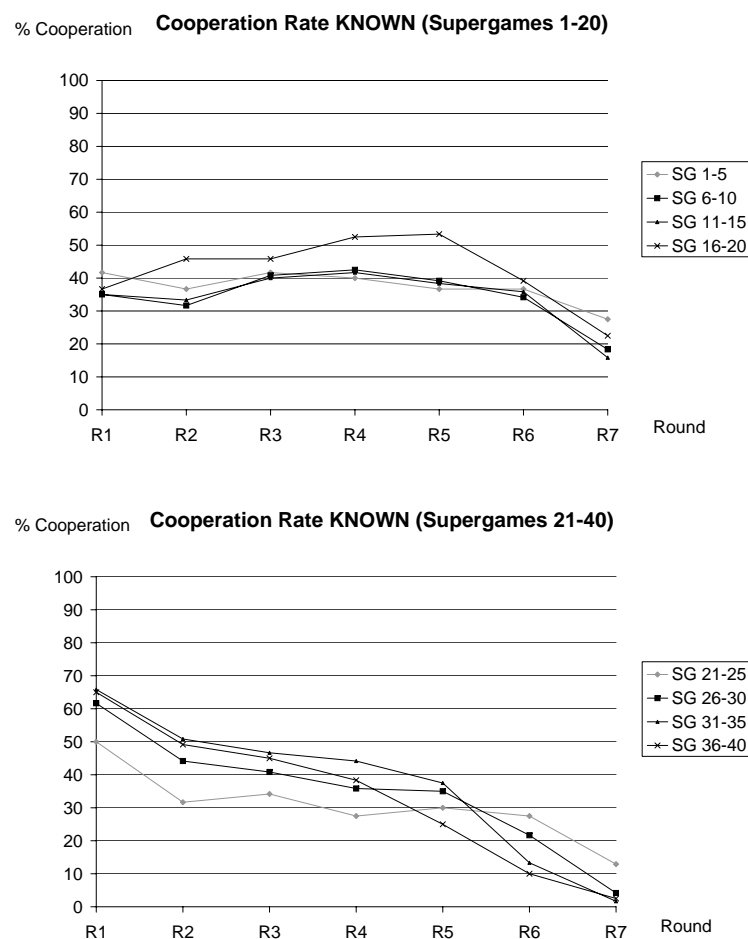 % Cooperation Cooperation Rate KNOWN (Supergames 1-20)
100
90
80
70
60
50
40
30
20
10
0
R1 R2 R3 R4 R5 R6 R7
Round
SG 1-5
SG 6-10
SG 11-15
SG 16-20
% Cooperation Cooperation Rate KNOWN (Supergames 21-40)
100
90
80
70
60
50
40
30
20
10
0
R1 R2 R3 R4 R5 R6 R7
Round
SG 21-25
SG 26-30
SG 31-35
SG 36-40